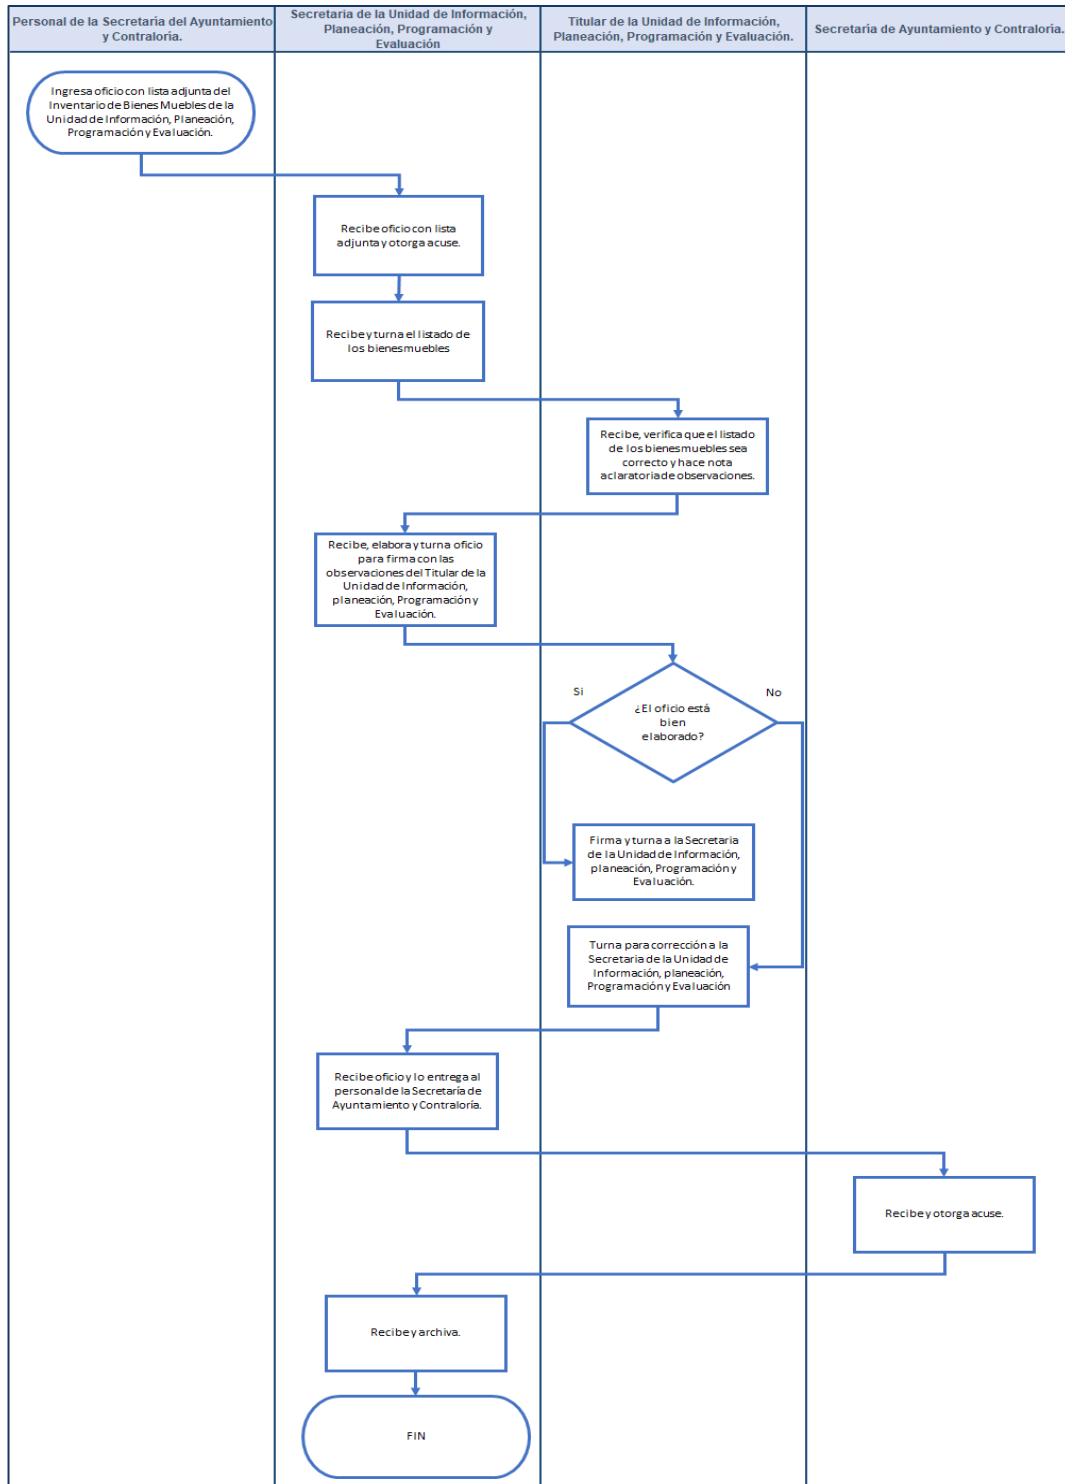 Personal de la Secretaría del Ayuntamiento
y Contraloría.
Secretaria de la Unidad de Información,
Planeación, Programación y
Evaluación
Titular de la Unidad de Información,
Planeación, Programación y Evaluación.
Secretaría de Ayuntamiento y Contraloría.
Ingresa oficio con lista adjunta del
Inventario de Bienes Muebles de la
Unidad de Información, Planeación,
Programación y Evaluación.
Recibe oficio con lista
adjunta y otorga acuse.
Recibe y turna el listado de
los bienes muebles
Recibe, verifica que el listado
de los bienes muebles sea
correcto y hace nota
aclaratoria de observaciones.
Recibe, elabora y turna oficio
para firma con las
observaciones del Titular de la
Unidad de Información,
planeación, Programación y
Evaluación.
Si
No
¿El oficio está
bien
elaborado?
Firma y turna a la Secretaria
de la Unidad de Información,
planeación, Programación y
Evaluación.
Turna para corrección a la
Secretaria de la Unidad de
Información, planeación,
Programación y Evaluación
Recibe oficio y lo entrega al
personal de la Secretaría de
Ayuntamiento y Contraloría.
Recibe y otorga acuse.
Recibe y archiva.
FIN